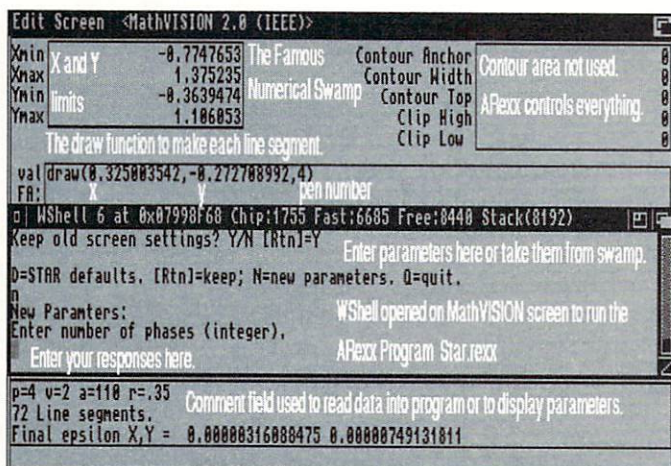 Edit Screen <MathVISION 2.0 (IEEE)>
Xmin -0.7747653
Xmax 1.375235
Ymin -0.3639474
Ymax 1.106053
X and Y
limits
The Famous
Numerical Swamp
Contour Anchor 0
Contour Width 0
Contour Top 0
Clip High 0
Clip Low 0
Contour area not used.
ARexx controls everything.
The draw function to make each line segment.
val draw(0.325003542,-0.272708992,4)
FA:
X y pen number
WShell 6 at 0x07998F68 Chip:1755 Fast:6685 Free:8440 Stack(8192)
Keep old screen settings? Y/N [Rtn]=Y
Enter parameters here or take them from swamp.
D=STAR defaults. [Rtn]=keep; N=new parameters. Q=quit.
n
New Paramters:
WShell opened on MathVISION screen to run the
Enter number of phases (integer).
Enter your responses here.
ARexx Program Star.rexx
p=4 v=2 a=110 r=.35
72 Line segments.
Comment field used to read data into program or to display parameters.
Final epsilon X,Y = 0.00000316088475 0.00000749131811